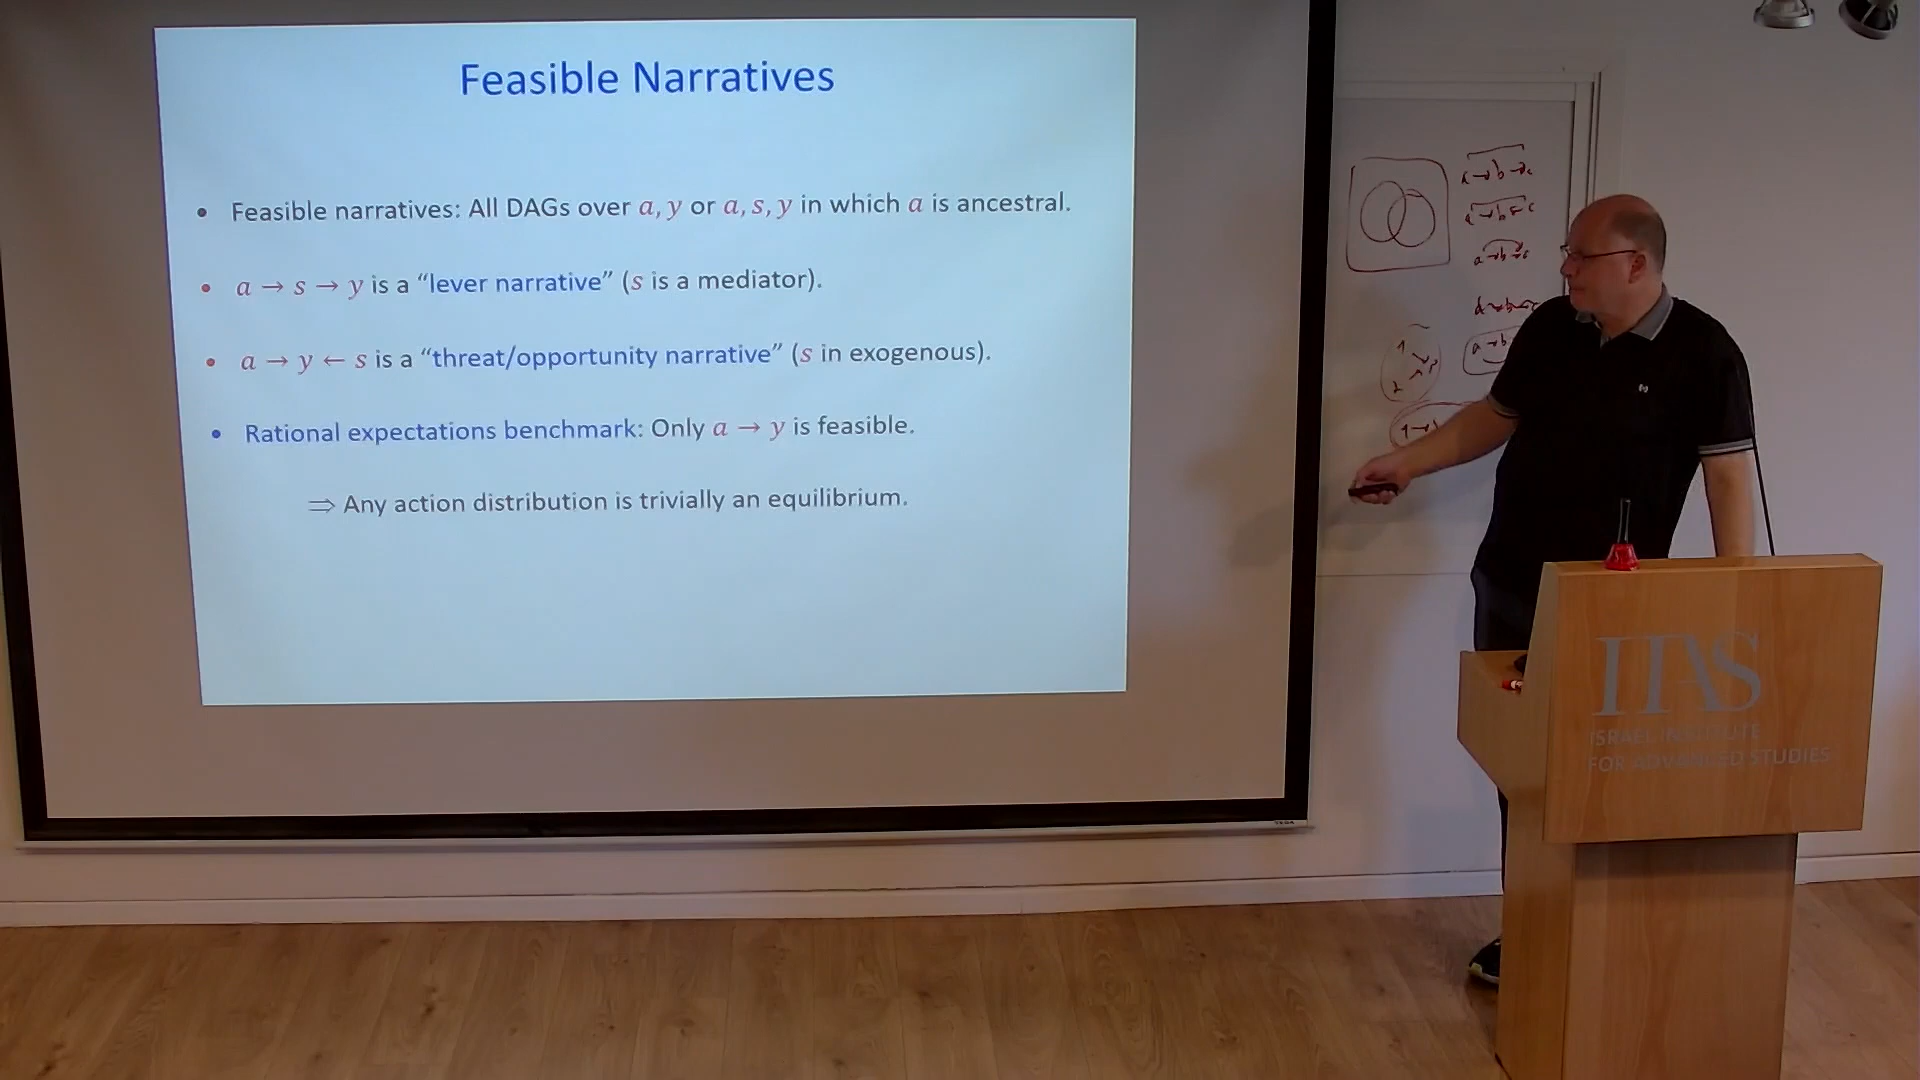 Feasible Narratives
• Feasible narratives: All DAGs over a, y or a, s, y in which a is ancestral.
• a → s → y is a “lever narrative” (s is a mediator).
• a → y ← s is a “threat/opportunity narrative” (s in exogenous).
• Rational expectations benchmark: Only a → y is feasible.
⇒ Any action distribution is trivially an equilibrium.
IIAS
ISRAEL INSTITUTE
FOR ADVANCED STUDIES